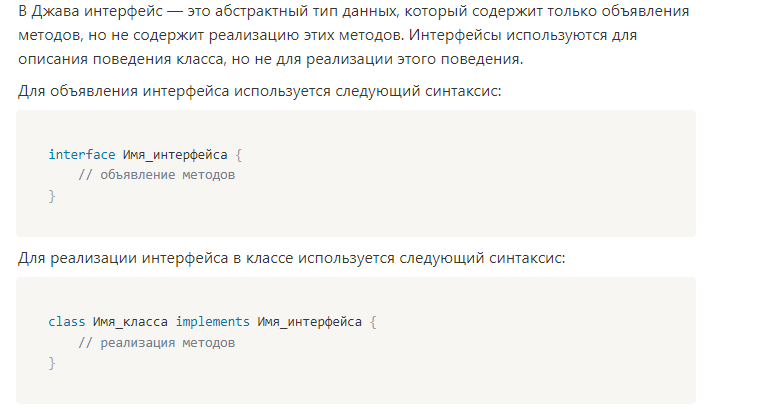 В Джава интерфейс — это абстрактный тип данных, который содержит только объявления
методов, но не содержит реализацию этих методов. Интерфейсы используются для
описания поведения класса, но не для реализации этого поведения.
Для объявления интерфейса используется следующий синтаксис:
interface Имя_интерфейса {
// объявление методов
}
Для реализации интерфейса в классе используется следующий синтаксис:
class Имя_класса implements Имя_интерфейса {
// реализация методов
}